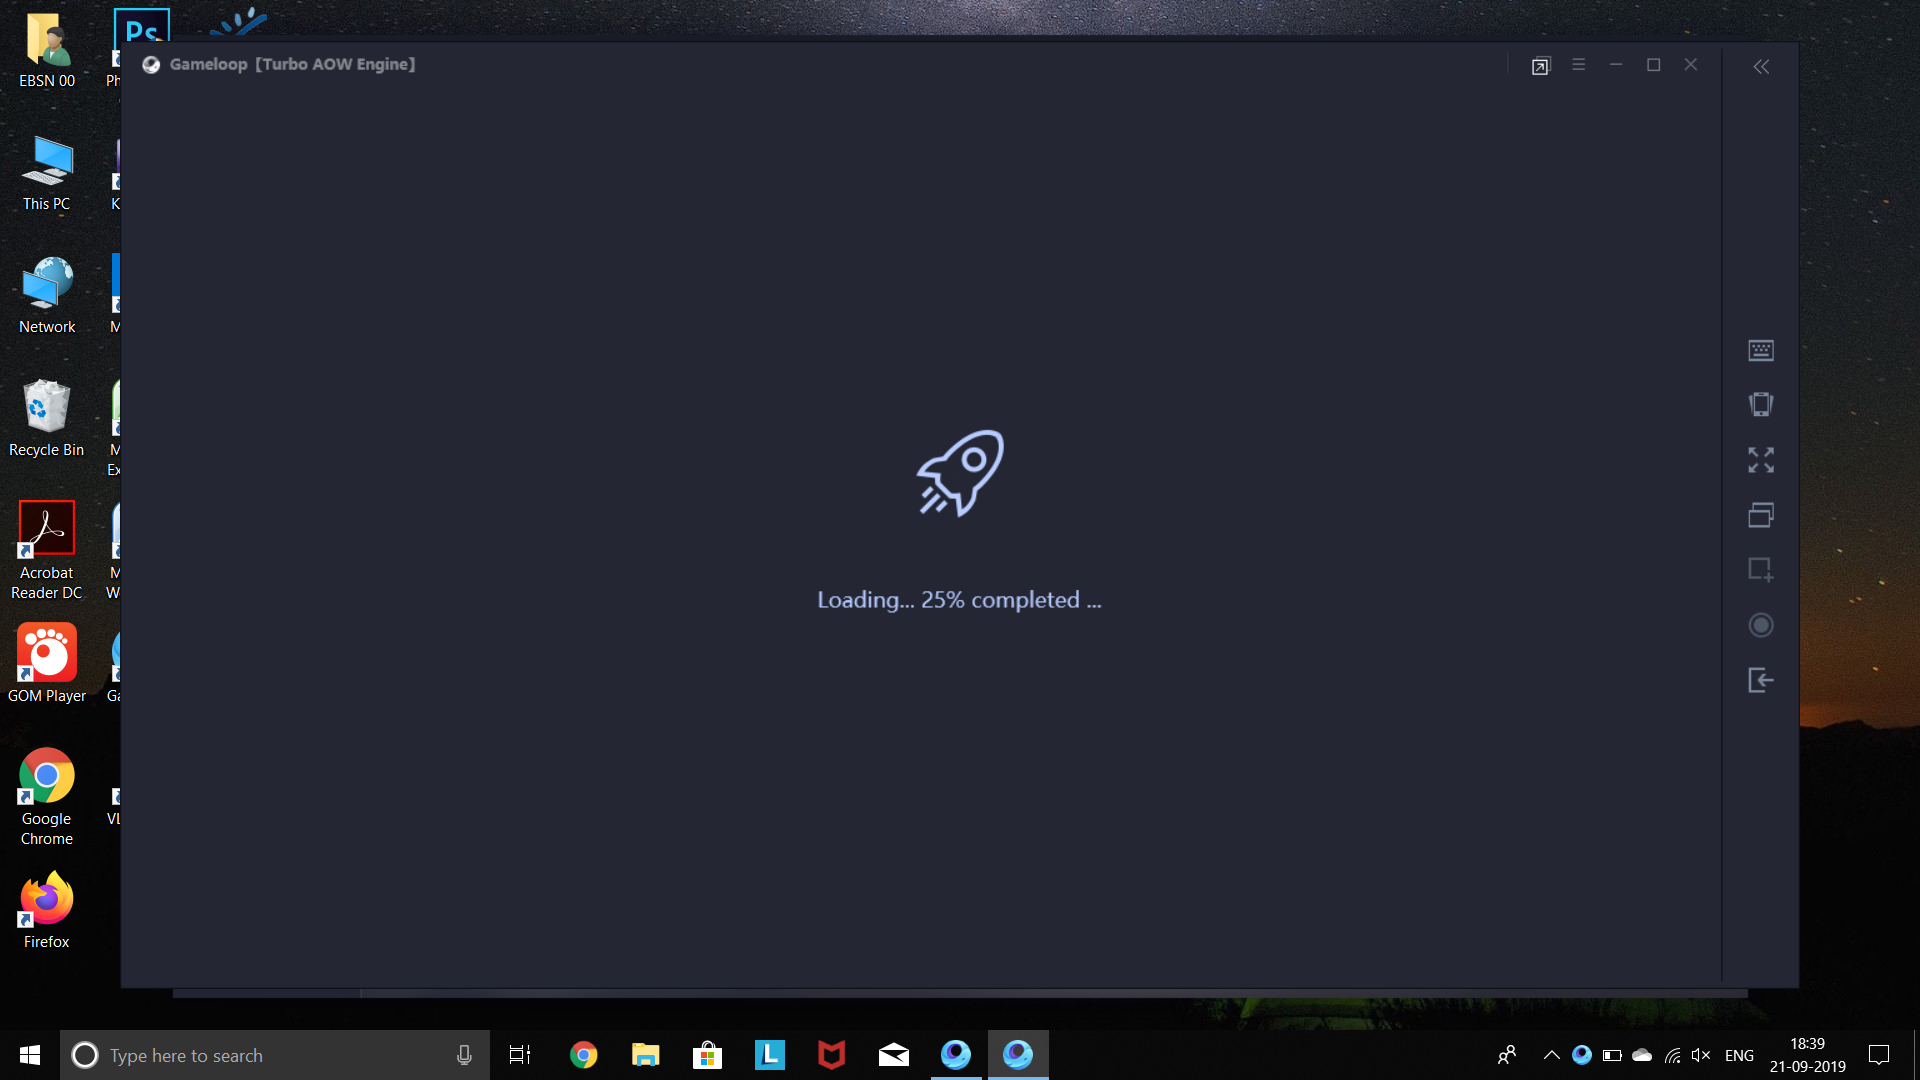 EBSN 00
This PC
Network
Recycle Bin
Acrobat
Reader DC
GOM Player
Google
Chrome
Firefox
Ps
Ph
K
M
M
Ex
M
W
Ga
VL
Gameloop【Turbo AOW Engine】
Loading... 25% completed ...
Type here to search
L
ENG
18:39
21-09-2019